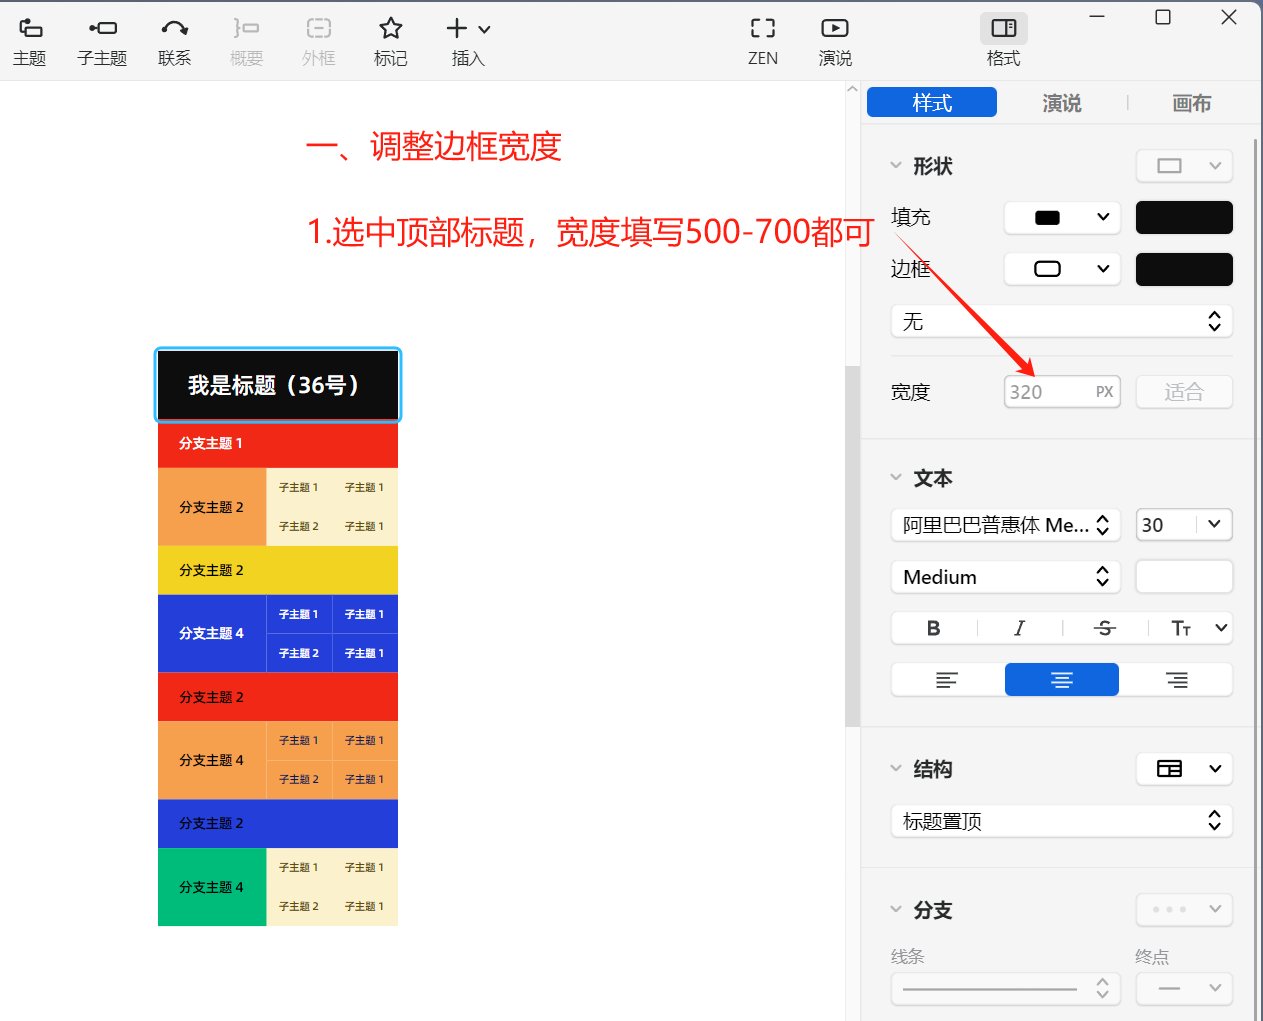 主题 子主题 联系 概要 外框 标记 插入 ZEN 演说 格式
样式 演说 画布
一、调整边框宽度
1.选中顶部标题，宽度填写500-700都可
形状
填充
边框
无
宽度 320 PX 适合
文本
阿里巴巴普惠体 Me... 30
Medium
B I S Tт
结构
标题置顶
分支
线条 终点
我是标题（36号）
分支主题 1
分支主题 2
子主题 1 子主题 1
子主题 2 子主题 1
分支主题 2
分支主题 4
子主题 1 子主题 1
子主题 2 子主题 1
分支主题 2
分支主题 4
子主题 1 子主题 1
子主题 2 子主题 1
分支主题 2
分支主题 4
子主题 1 子主题 1
子主题 2 子主题 1